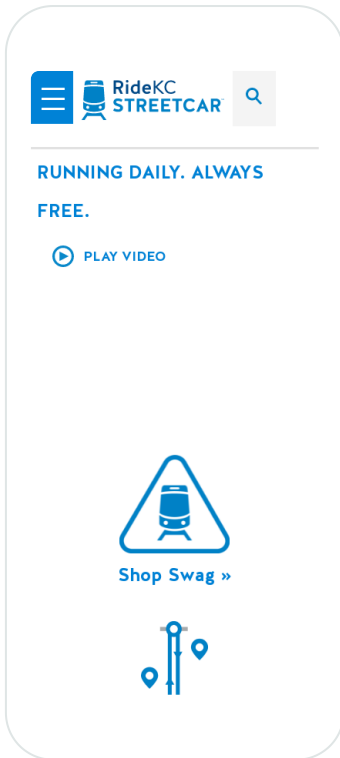 RideKC
STREETCAR
RUNNING DAILY. ALWAYS
FREE.
PLAY VIDEO
Shop Swag »